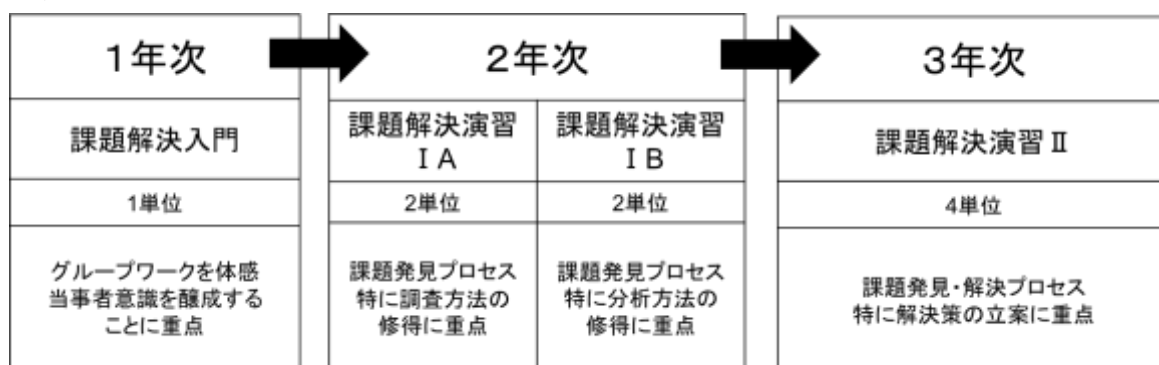 1年次
課題解決入門
1単位
グループワークを体感
当事者意識を醸成する
ことに重点
2年次
課題解決演習
ⅠA
2単位
課題発見プロセス
特に調査方法の
修得に重点
課題解決演習
ⅠB
2単位
課題発見プロセス
特に分析方法の
修得に重点
3年次
課題解決演習Ⅱ
4単位
課題発見・解決プロセス
特に解決策の立案に重点